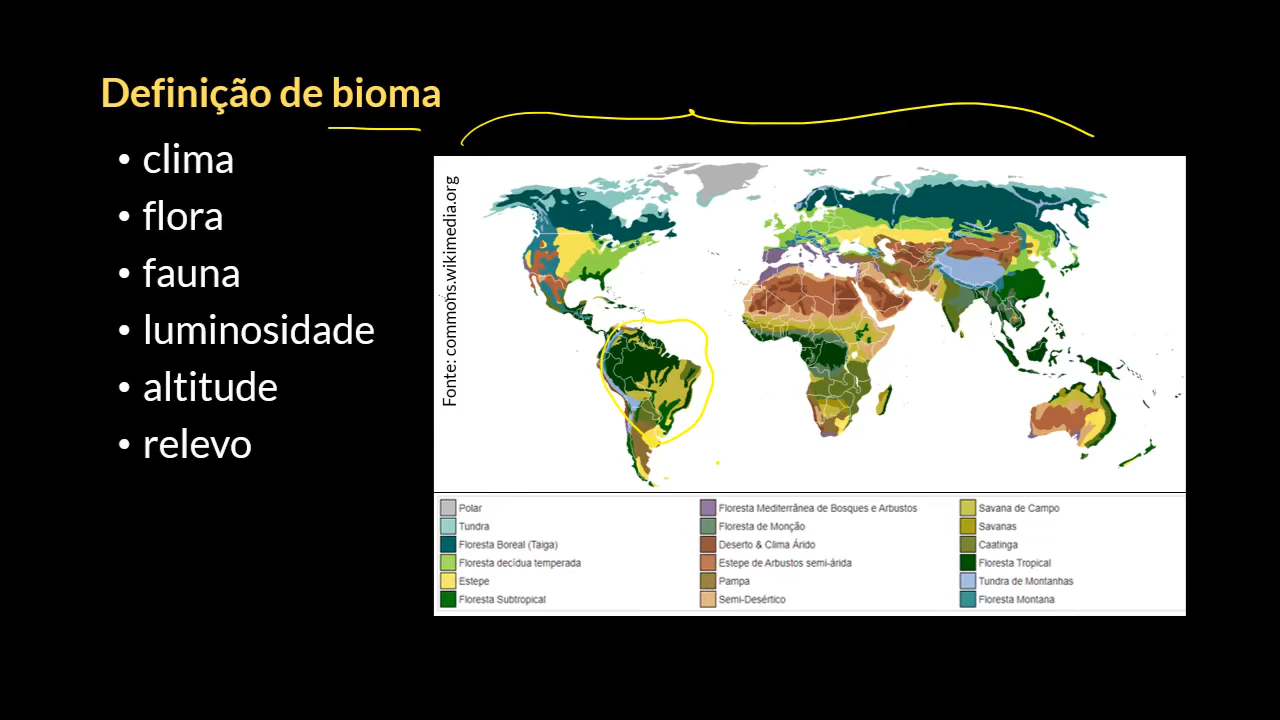 Definição de bioma
• clima
• flora
• fauna
• luminosidade
• altitude
• relevo
Fonte: commons.wikimedia.org
Polar
Tundra
Floresta Boreal (Taiga)
Floresta decídua temperada
Estepe
Floresta Subtropical
Floresta Mediterrâne de Bosques e Arbustos
Floresta de Monção
Deserto & Clima Árido
Estepe de Arbustos semi-árida
Pampa
Semi-Desértico
Savana de Campo
Savanas
Caatinga
Floresta Tropical
Tundra de Montanhas
Floresta Montana